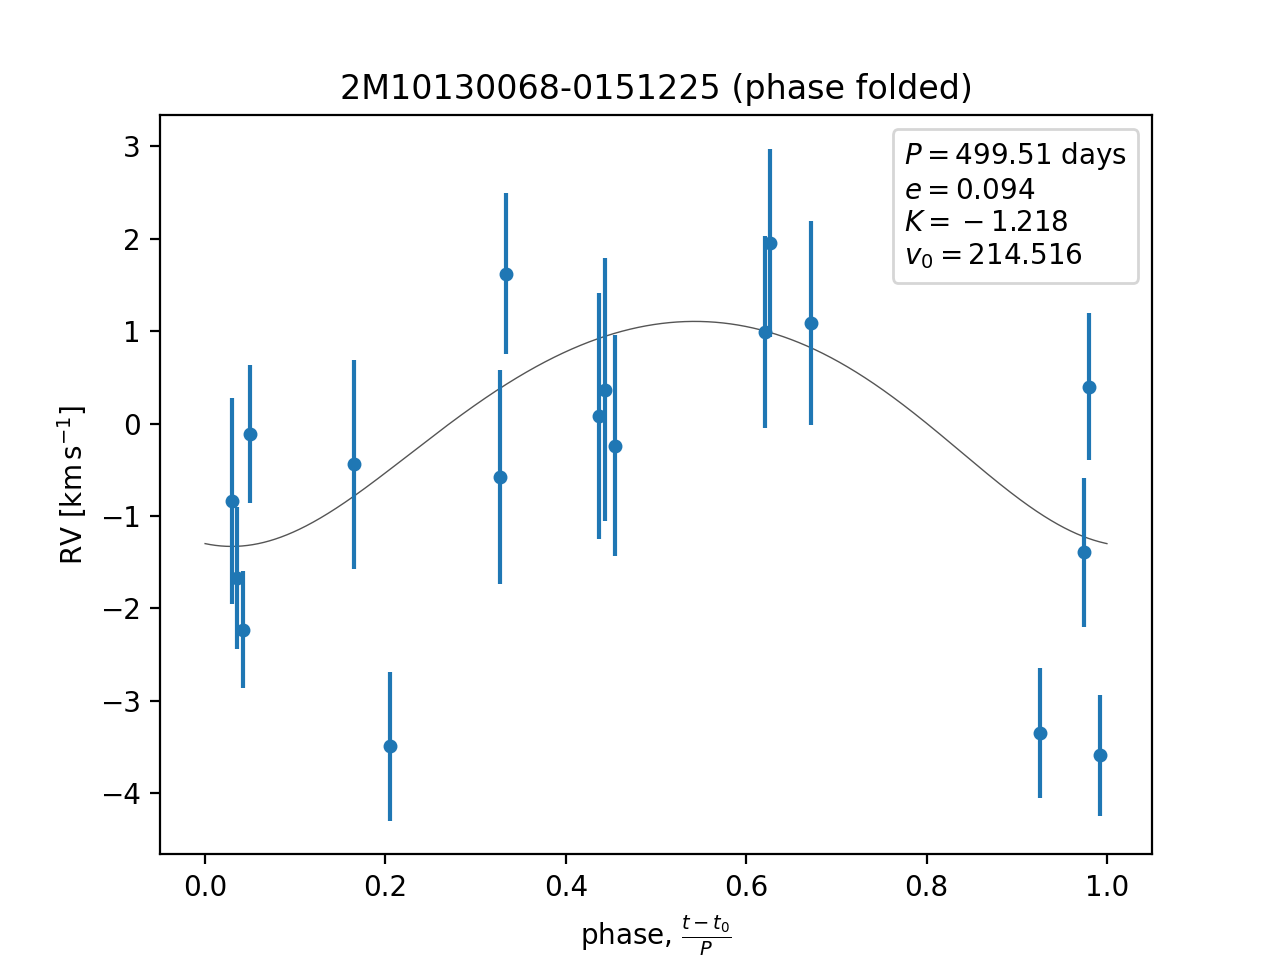 2M10130068-0151225 (phase folded)
P = 499.51 days
e = 0.094
K = −1.218
v₀ = 214.516
RV [km s⁻¹]
3
2
1
0
−1
−2
−3
−4
0.0 0.2 0.4 0.6 0.8 1.0
phase, (t − t₀)/P